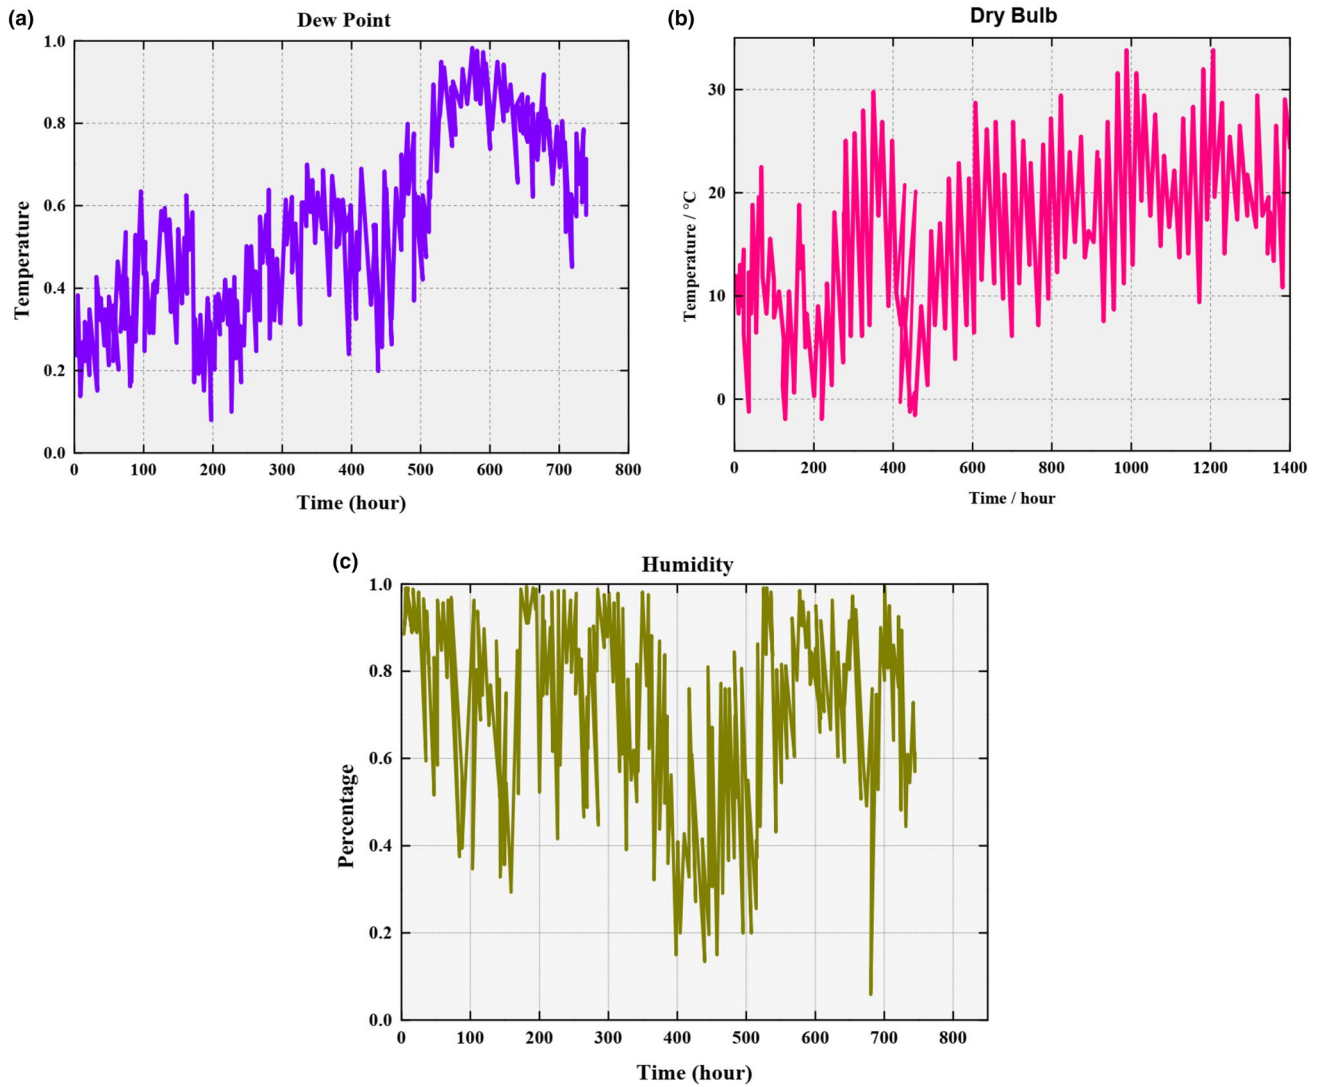 (a)
Dew Point
1.0
0.8
0.6
0.4
0.2
0.0
Temperature
0 100 200 300 400 500 600 700 800
Time (hour)
(b)
Dry Bulb
30
20
10
0
Temperature / °C
0 200 400 600 800 1000 1200 1400
Time / hour
(c)
Humidity
1.0
0.8
0.6
0.4
0.2
0.0
Percentage
0 100 200 300 400 500 600 700 800
Time (hour)